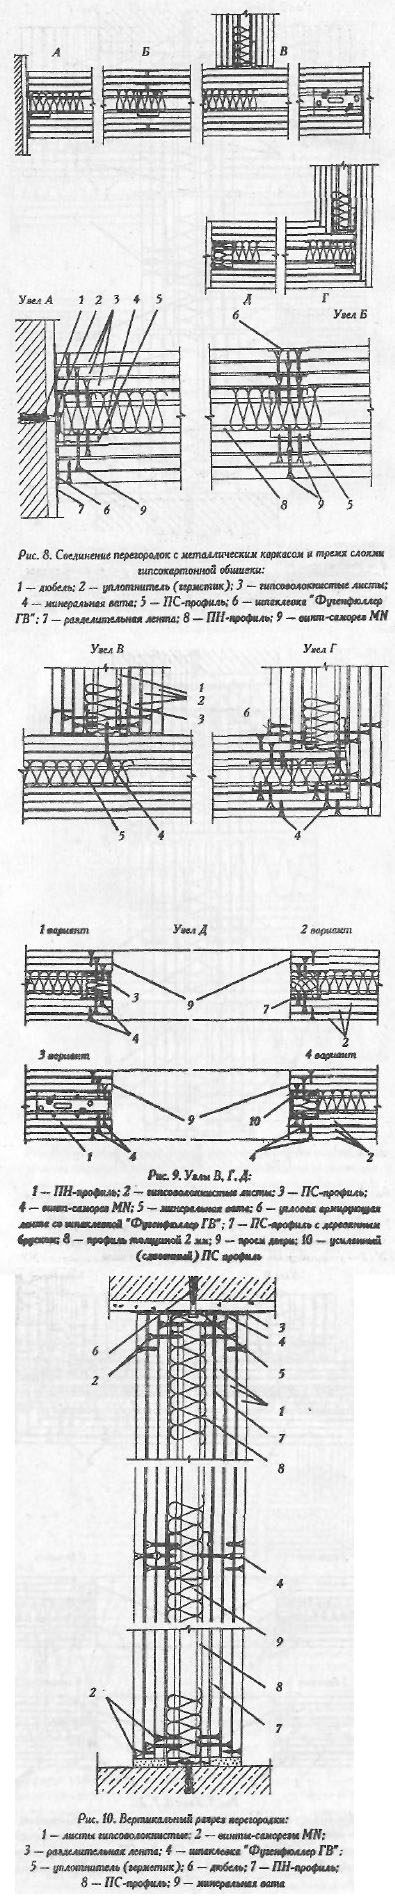 А Б В
Д Г
Узел А 1 2 3 4 5 6 Узел Б
7 6 9 8 9 5
Рис. 8. Соединение перегородок с металлическим каркасом и тремя слоями
гипсокартонной обшивки:
1 — дюбель; 2 — уплотнитель (герметик); 3 — гипсоволокнистые листы;
4 — минеральная вата; 5 — ПС-профиль; 6 — шпаклевка "Фугенфюллер
ГВ"; 7 — разделительная лента; 8 — ПН-профиль; 9 — винт-саморез MN
Узел В Узел Г
1
2
3
6
5 4 4
1 вариант Узел Д 2 вариант
3 9 7
4 2
3 вариант 4 вариант
9 10
1 4 4 2
Рис. 9. Узлы В, Г, Д:
1 — ПН-профиль; 2 — гипсоволокнистые листы; 3 — ПС-профиль;
4 — винт-саморез MN; 5 — минеральная вата; 6 — угловая армирующая
лента со шпаклевкой "Фугенфюллер ГВ"; 7 — ПС-профиль с деревянным
бруском; 8 — профиль толщиной 2 мм; 9 — проем двери; 10 — усиленный
(сдвоенный) ПС профиль
3
6 4
2 5
1
7
8
4
9
2 8
7
Рис. 10. Вертикальный разрез перегородки:
1 — листы гипсоволокнистые; 2 — винты-саморезы MN;
3 — разделительная лента; 4 — шпаклевка "Фугенфюллер ГВ";
5 — уплотнитель (герметик); 6 — дюбель; 7 — ПН-профиль;
8 — ПС-профиль; 9 — минеральная вата